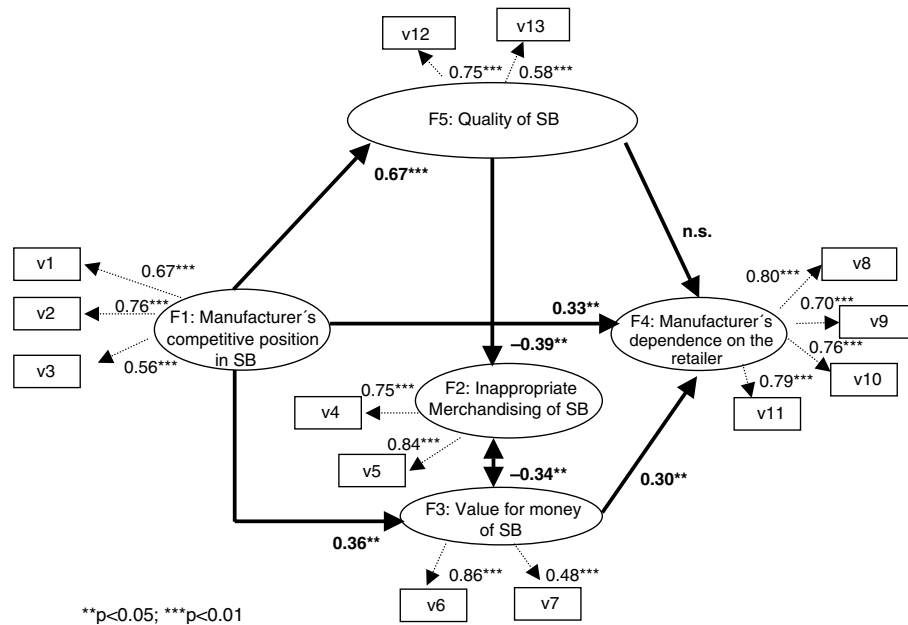 v12
v13
0.75***
0.58***
F5: Quality of SB
0.67***
n.s.
v1
0.67***
v2
0.76***
v3
0.56***
F1: Manufacturer´s
competitive position
in SB
0.33**
–0.39**
F4: Manufacturer´s
dependence on the
retailer
0.80***
v8
0.70***
v9
0.76***
v10
0.79***
v11
F2: Inappropriate
Merchandising of SB
v4
0.75***
v5
0.84***
–0.34**
0.30**
F3: Value for money
of SB
0.36**
0.86***
0.48***
v6
v7
**p<0.05; ***p<0.01